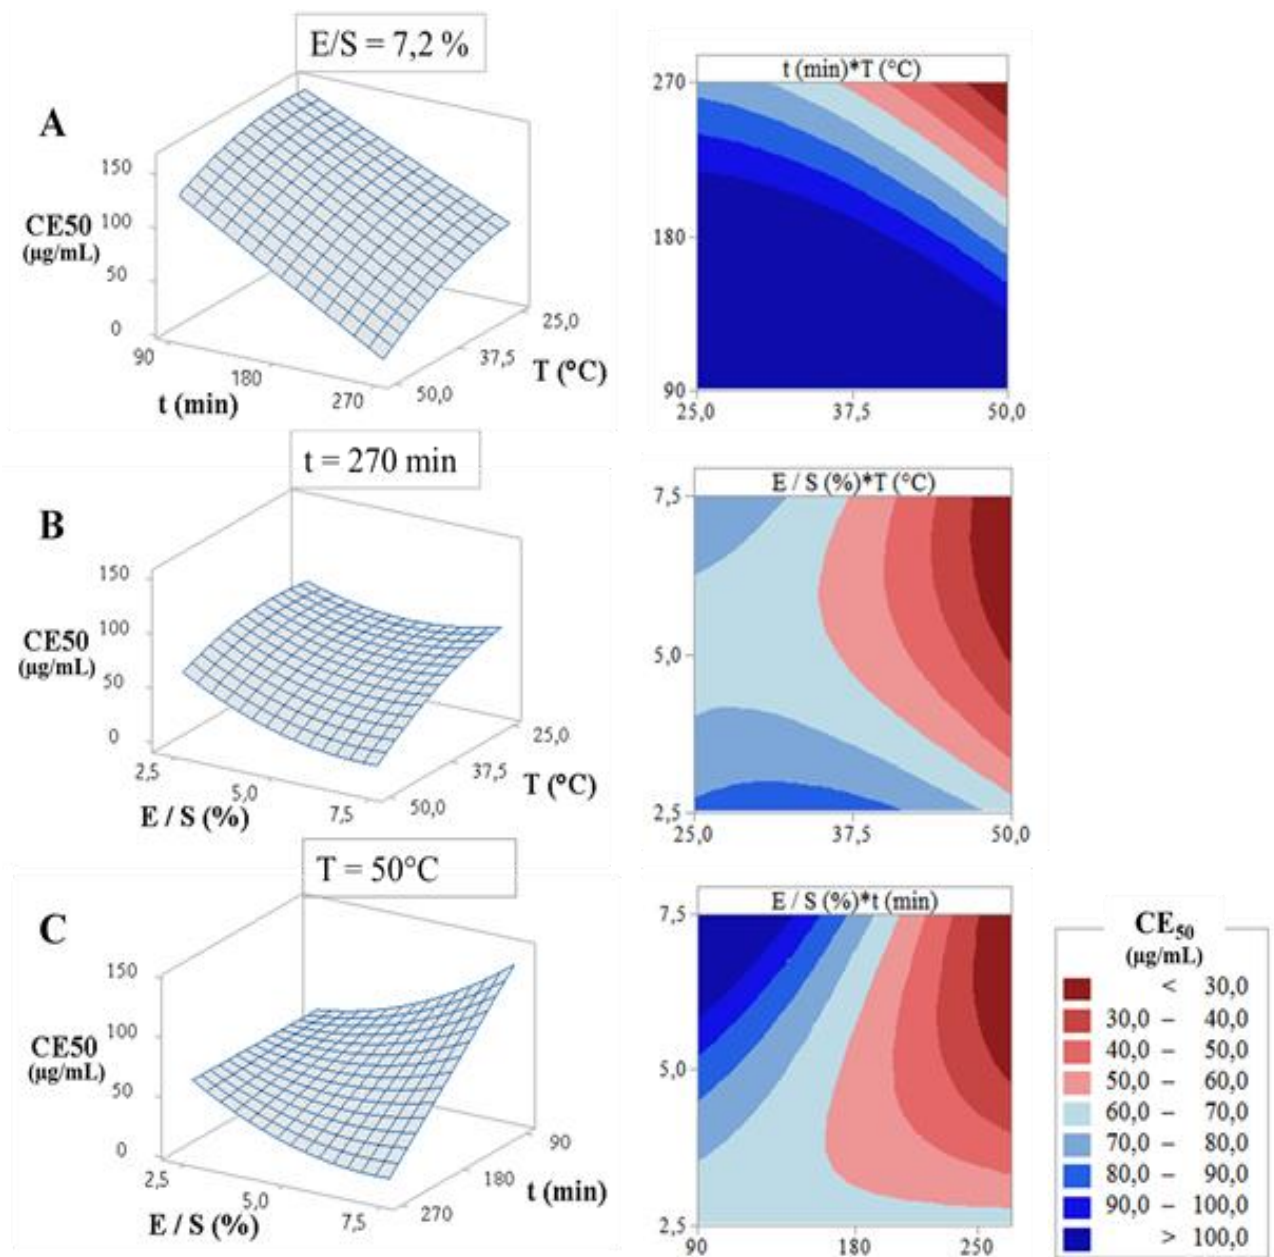 E/S = 7,2 %
A
150
100
50
0
CE50
(µg/mL)
90
180
270
t (min)
25,0
37,5
50,0
T (°C)
t (min)*T (°C)
270
180
90
25,0
37,5
50,0
t = 270 min
B
150
100
50
0
CE50
(µg/mL)
2,5
5,0
7,5
E / S (%)
25,0
37,5
50,0
T (°C)
E / S (%)*T (°C)
7,5
5,0
2,5
25,0
37,5
50,0
T = 50°C
C
150
100
50
0
CE50
(µg/mL)
2,5
5,0
7,5
E / S (%)
90
180
270
t (min)
E / S (%)*t (min)
7,5
5,0
2,5
90
180
250
CE₅₀
(µg/mL)
< 30,0
30,0 – 40,0
40,0 – 50,0
50,0 – 60,0
60,0 – 70,0
70,0 – 80,0
80,0 – 90,0
90,0 – 100,0
> 100,0